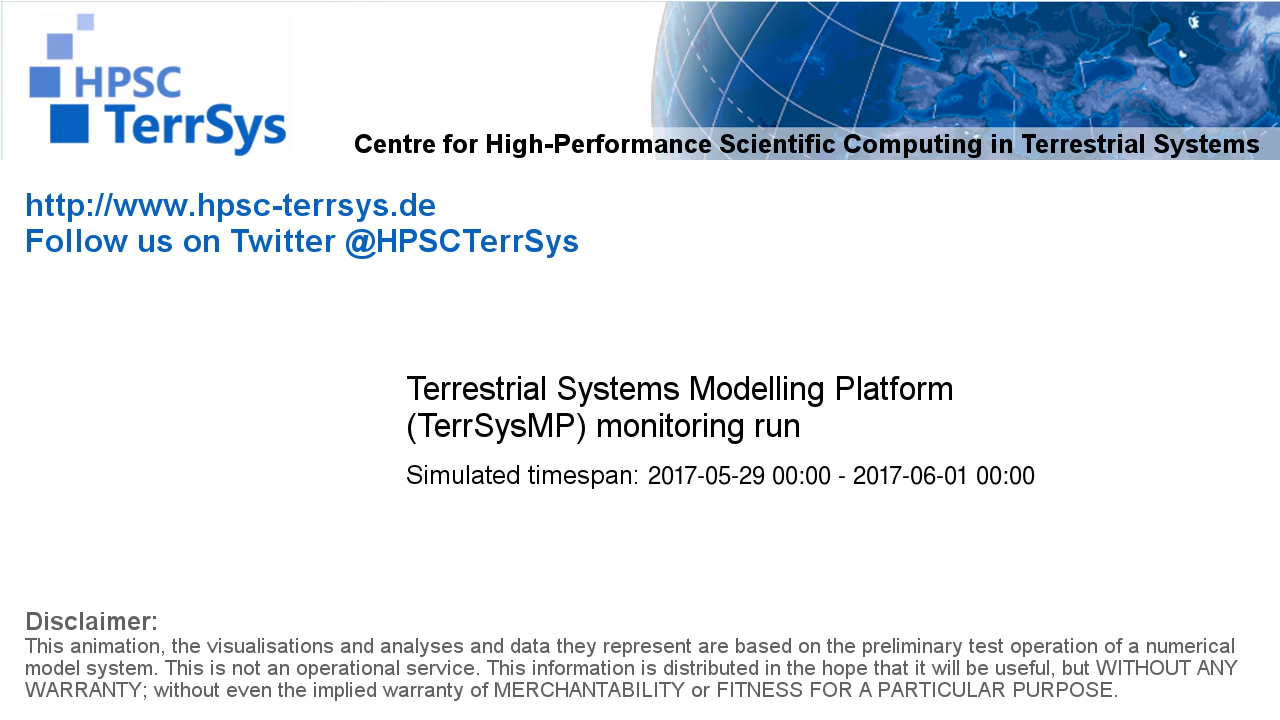 HPSC
TerrSys
Centre for High-Performance Scientific Computing in Terrestrial Systems
http://www.hpsc-terrsys.de
Follow us on Twitter @HPSCTerrSys
Terrestrial Systems Modelling Platform
(TerrSysMP) monitoring run
Simulated timespan: 2017-05-29 00:00 - 2017-06-01 00:00
Disclaimer:
This animation, the visualisations and analyses and data they represent are based on the preliminary test operation of a numerical
model system. This is not an operational service. This information is distributed in the hope that it will be useful, but WITHOUT ANY
WARRANTY; without even the implied warranty of MERCHANTABILITY or FITNESS FOR A PARTICULAR PURPOSE.